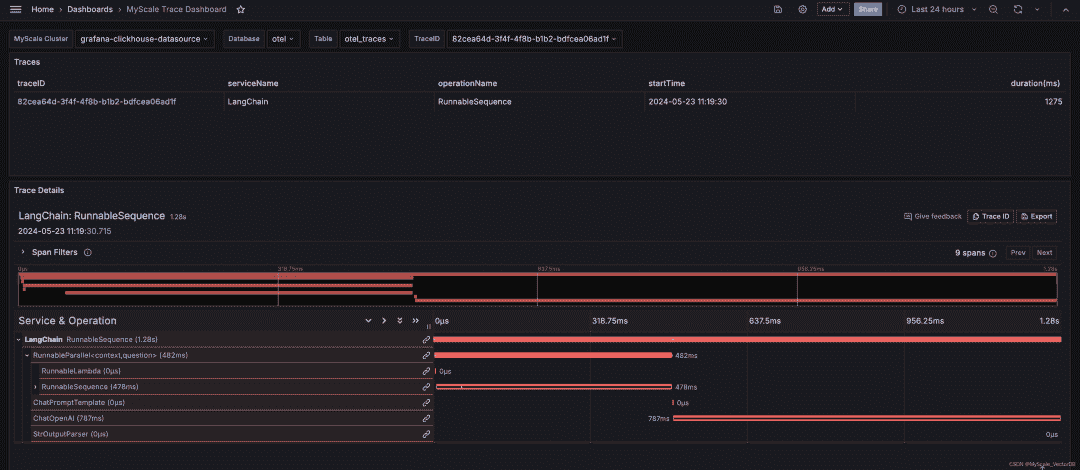 Home › Dashboards › MyScale Trace Dashboard Add Share Last 24 hours
MyScale Cluster grafana-clickhouse-datasource Database otel Table otel_traces TraceID 82cea64d-3f4f-4f8b-b1b2-bdfcea06ad1f
Traces
traceID serviceName operationName startTime duration(ms)
82cea64d-3f4f-4f8b-b1b2-bdfcea06ad1f LangChain RunnableSequence 2024-05-23 11:19:30 1275
Trace Details
LangChain: RunnableSequence 1.28s Give feedback Trace ID Export
2024-05-23 11:19:30.715
Span Filters 9 spans Prev Next
0μs 318.75ms 637.5ms 956.25ms 1.28s
Service & Operation 0μs 318.75ms 637.5ms 956.25ms 1.28s
LangChain RunnableSequence (1.28s)
RunnableParallel<context,question> (482ms) 482ms
RunnableLambda (0μs) 0μs
RunnableSequence (478ms) 478ms
ChatPromptTemplate (0μs) 0μs
ChatOpenAI (787ms) 787ms
StrOutputParser (0μs) 0μs
CSDN @MyScale_VectorDB